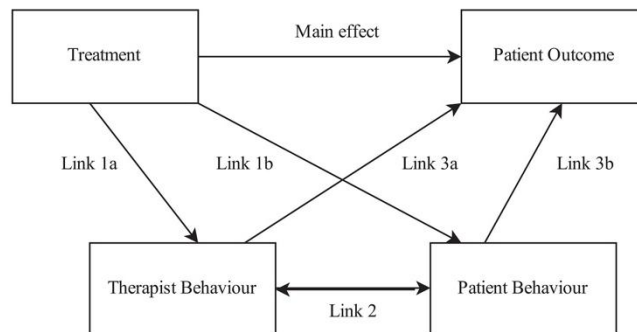 Main effect
Treatment
Patient Outcome
Link 1a
Link 1b
Link 3a
Link 3b
Therapist Behaviour
Patient Behaviour
Link 2